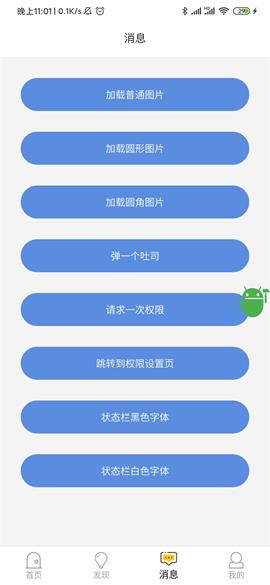 晚上11:01 | 0.1K/s
29
消息
加载普通图片
加载圆形图片
加载圆角图片
弹一个吐司
请求一次权限
跳转到权限设置页
状态栏黑色字体
状态栏白色字体
首页
发现
消息
我的